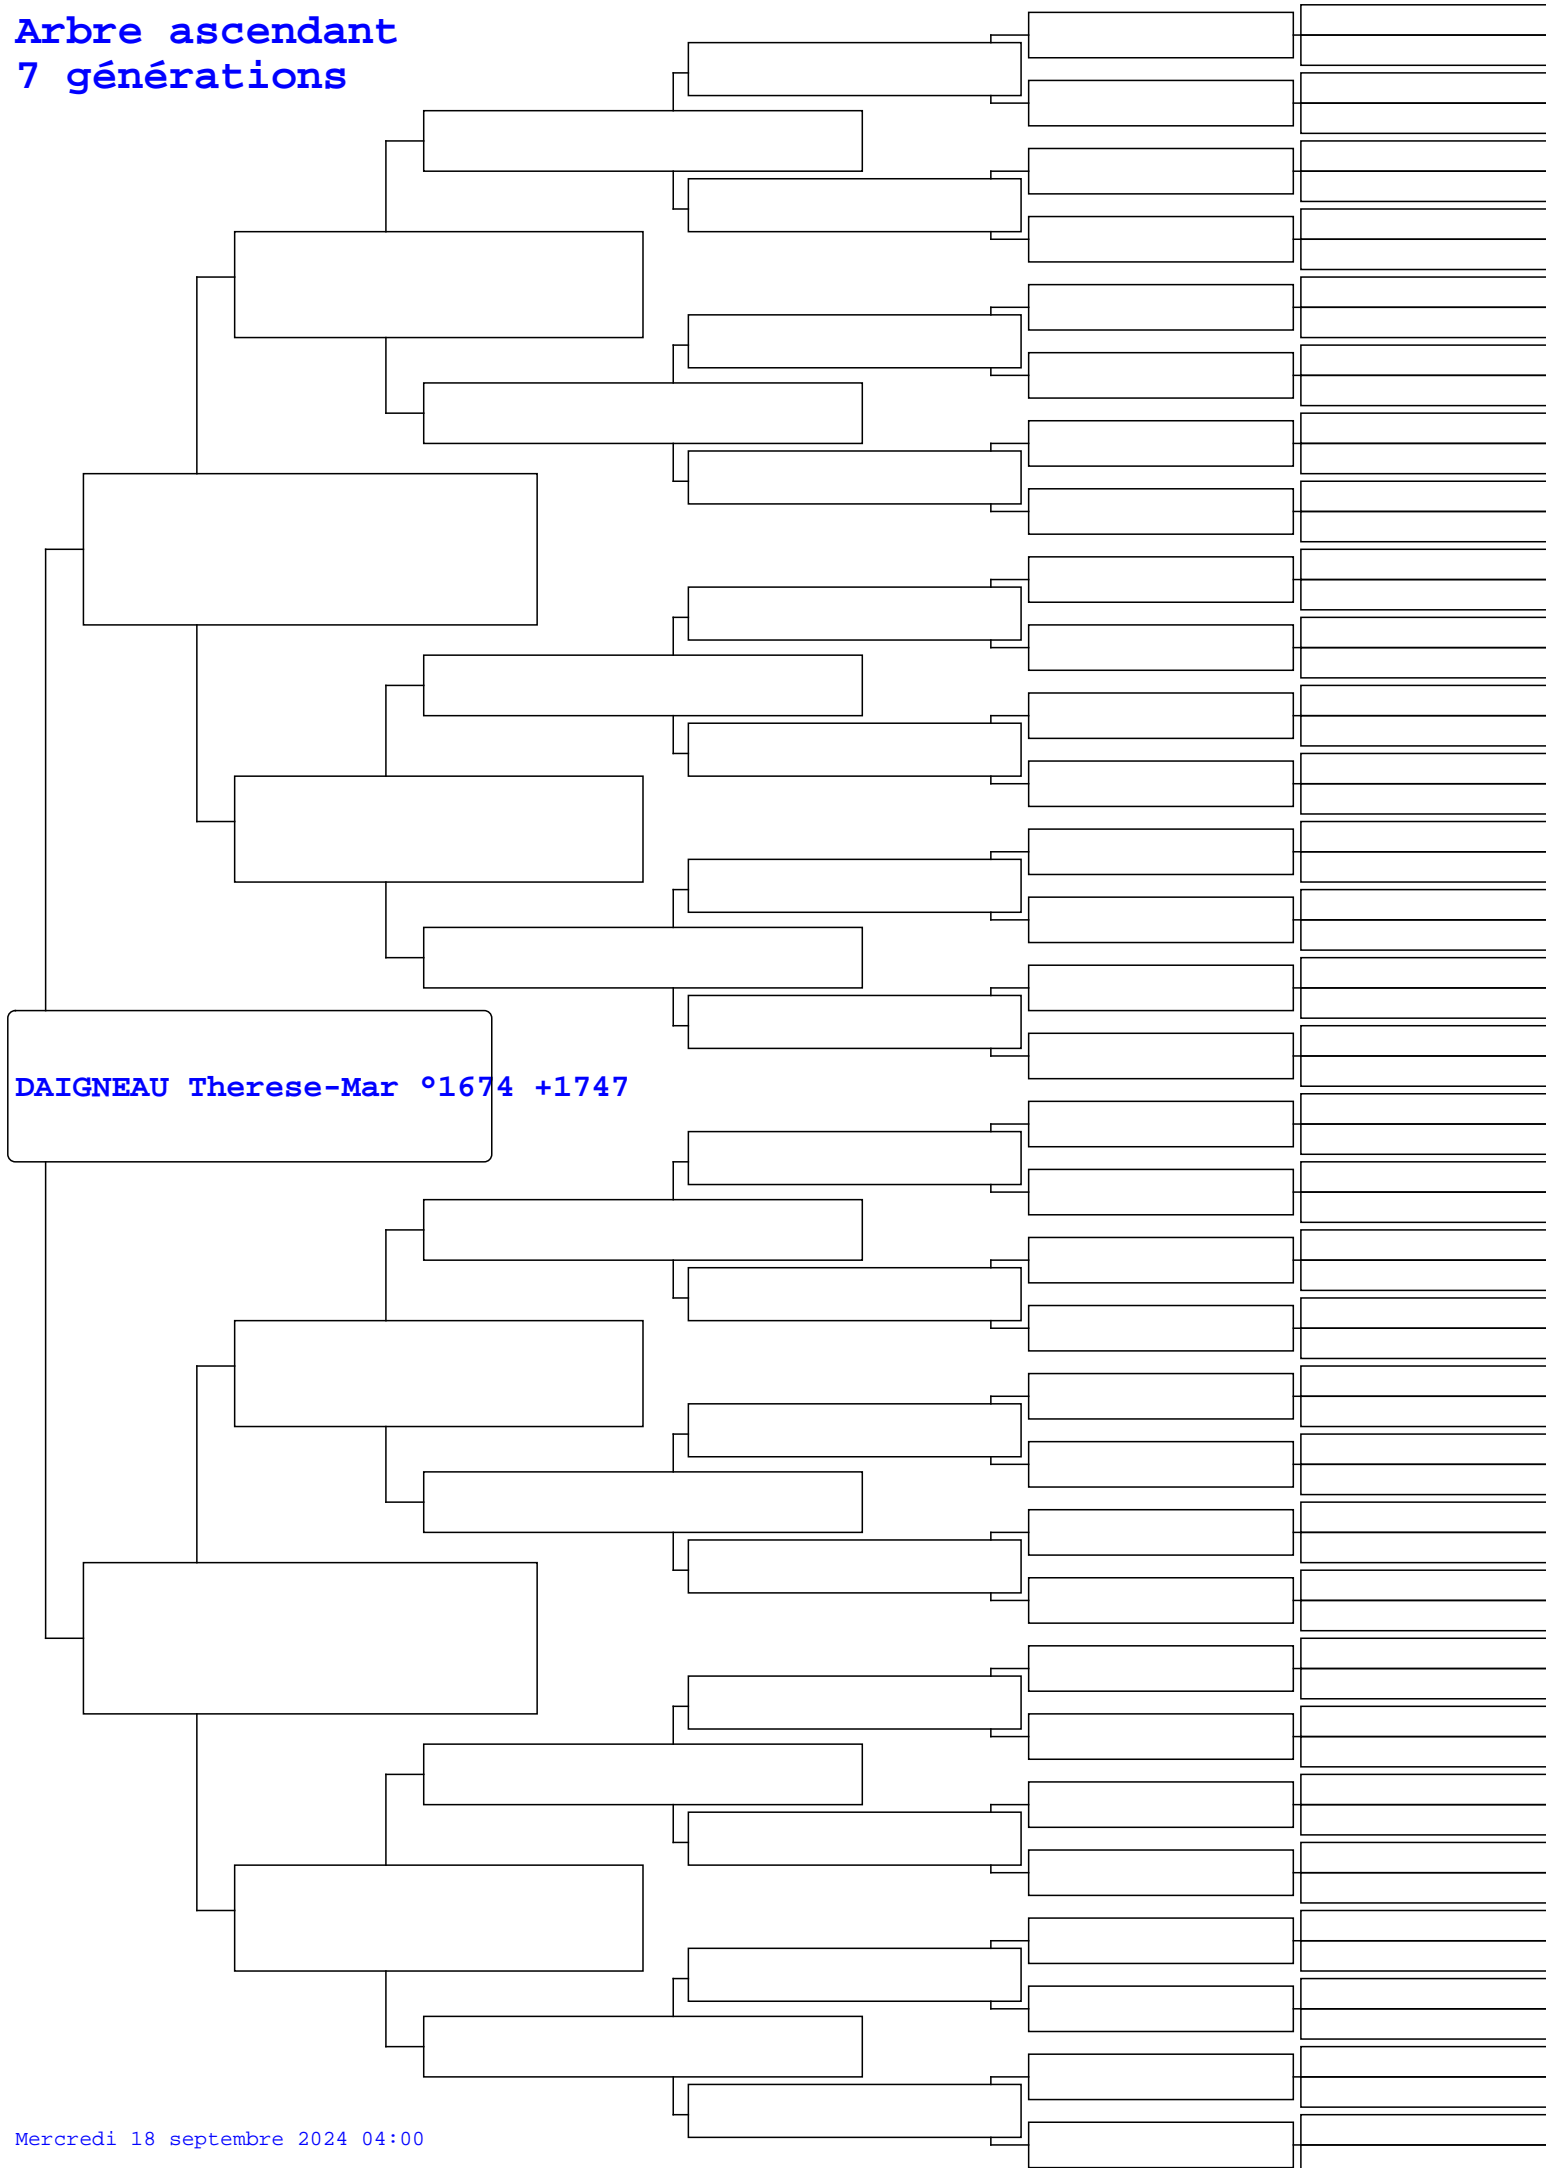 Arbre ascendant
7 générations
DAIGNEAU Therese-Mar °1674 +1747
Mercredi 18 septembre 2024 04:00